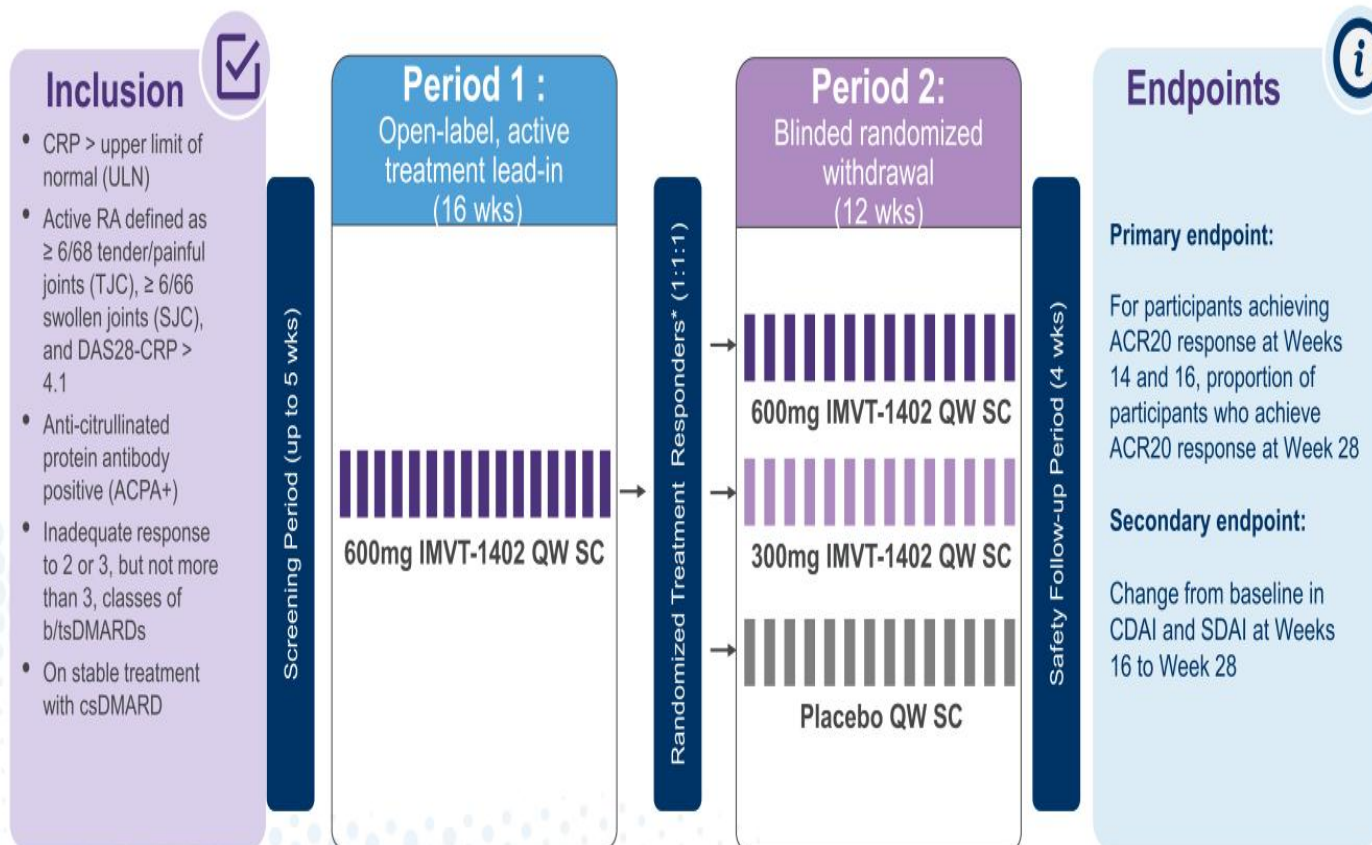 Inclusion
• CRP > upper limit of
normal (ULN)
• Active RA defined as
≥ 6/68 tender/painful
joints (TJC), ≥ 6/66
swollen joints (SJC),
and DAS28-CRP >
4.1
• Anti-citrullinated
protein antibody
positive (ACPA+)
• Inadequate response
to 2 or 3, but not more
than 3, classes of
b/tsDMARDs
• On stable treatment
with csDMARD
Screening Period (up to 5 wks)
Period 1 :
Open-label, active
treatment lead-in
(16 wks)
600mg IMVT-1402 QW SC
Randomized Treatment Responders* (1:1:1)
Period 2:
Blinded randomized
withdrawal
(12 wks)
600mg IMVT-1402 QW SC
300mg IMVT-1402 QW SC
Placebo QW SC
Safety Follow-up Period (4 wks)
i
Endpoints
Primary endpoint:
For participants achieving
ACR20 response at Weeks
14 and 16, proportion of
participants who achieve
ACR20 response at Week 28
Secondary endpoint:
Change from baseline in
CDAI and SDAI at Weeks
16 to Week 28